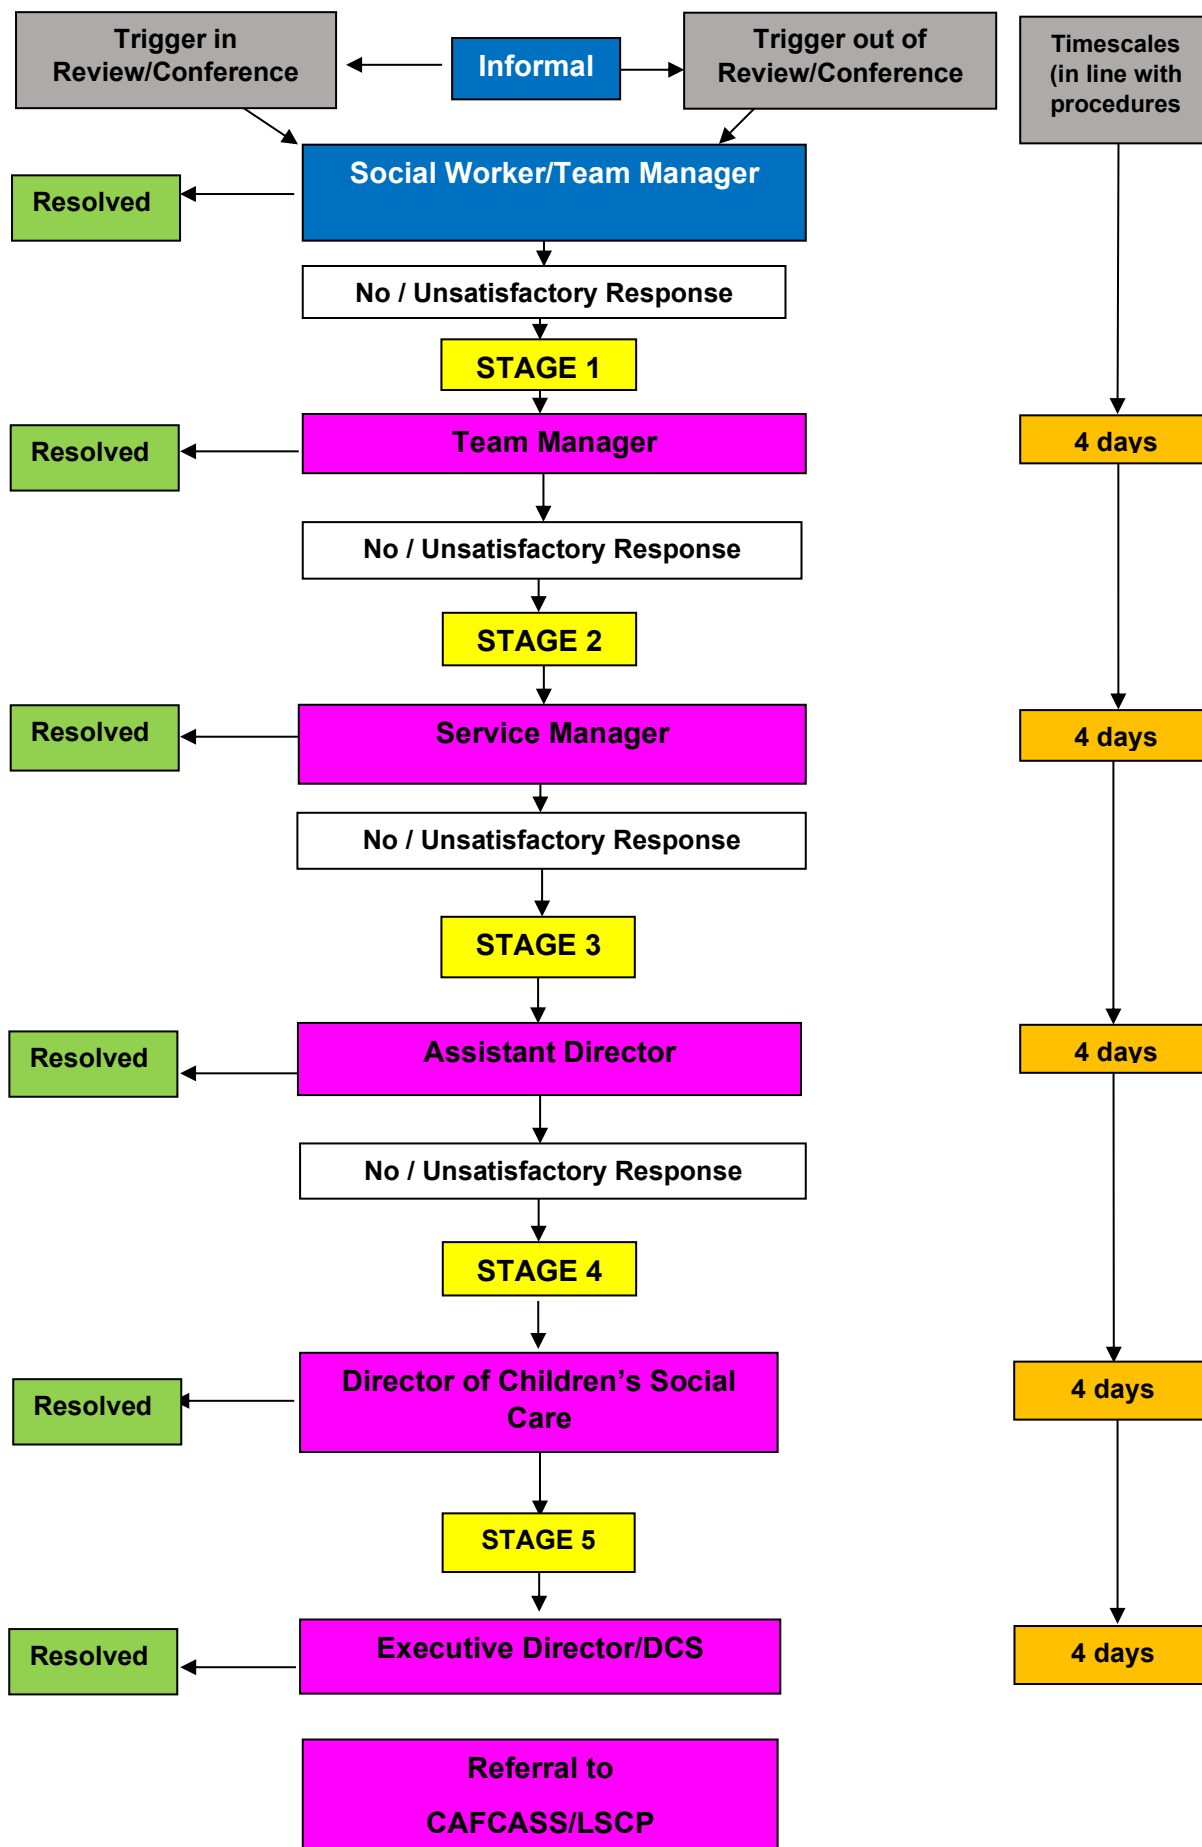 Trigger in
Review/Conference
Informal
Trigger out of
Review/Conference
Timescales
(in line with
procedures
Social Worker/Team Manager
Resolved
No / Unsatisfactory Response
STAGE 1
Team Manager
Resolved
4 days
No / Unsatisfactory Response
STAGE 2
Service Manager
Resolved
4 days
No / Unsatisfactory Response
STAGE 3
Assistant Director
Resolved
4 days
No / Unsatisfactory Response
STAGE 4
Director of Children’s Social
Care
Resolved
4 days
STAGE 5
Executive Director/DCS
Resolved
4 days
Referral to
CAFCASS/LSCP